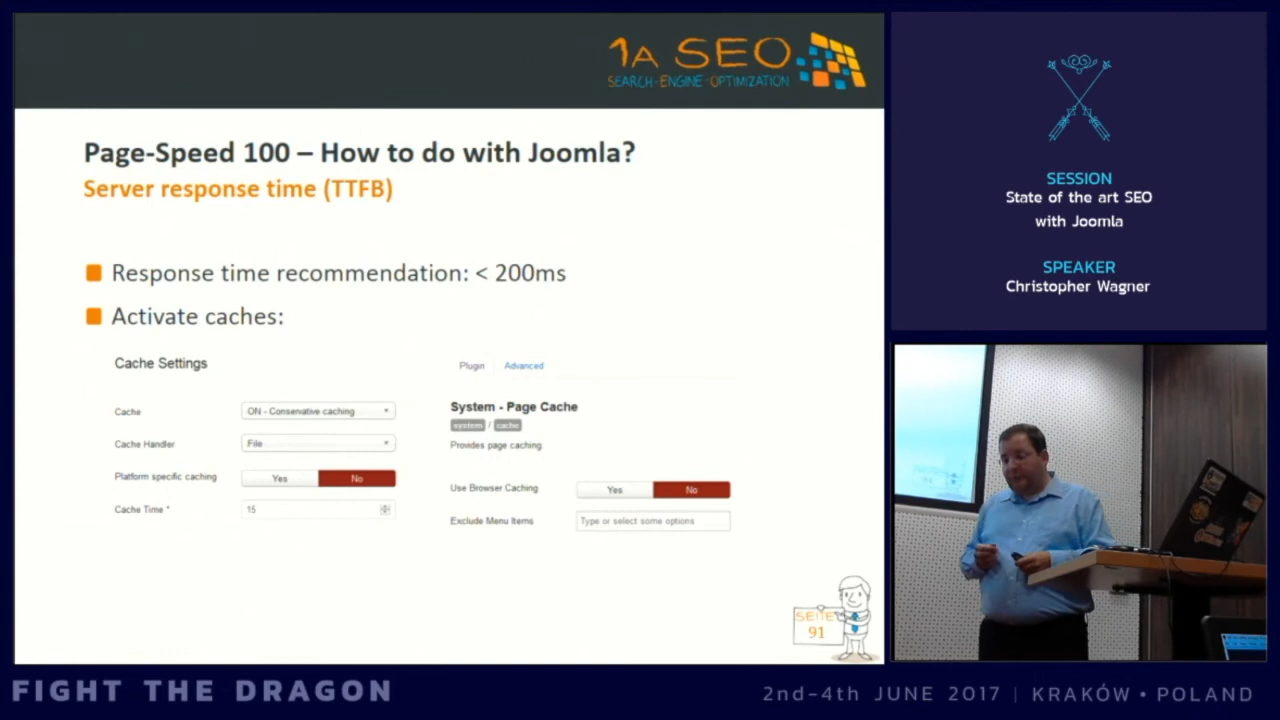 1A SEO
SEARCH-ENGINE-OPTIMIZATION
Page-Speed 100 – How to do with Joomla?
Server response time (TTFB)
Response time recommendation: < 200ms
Activate caches:
Cache Settings
Cache
ON - Conservative caching
Cache Handler
File
Platform specific caching
Yes
No
Cache Time *
15
Plugin
Advanced
System - Page Cache
system / cache
Provides page caching.
Use Browser Caching
Yes
No
Exclude Menu Items
Type or select some options
SEITE
91
SESSION
State of the art SEO
with Joomla
SPEAKER
Christopher Wagner
FIGHT THE DRAGON
2nd-4th JUNE 2017 | KRAKÓW • POLAND